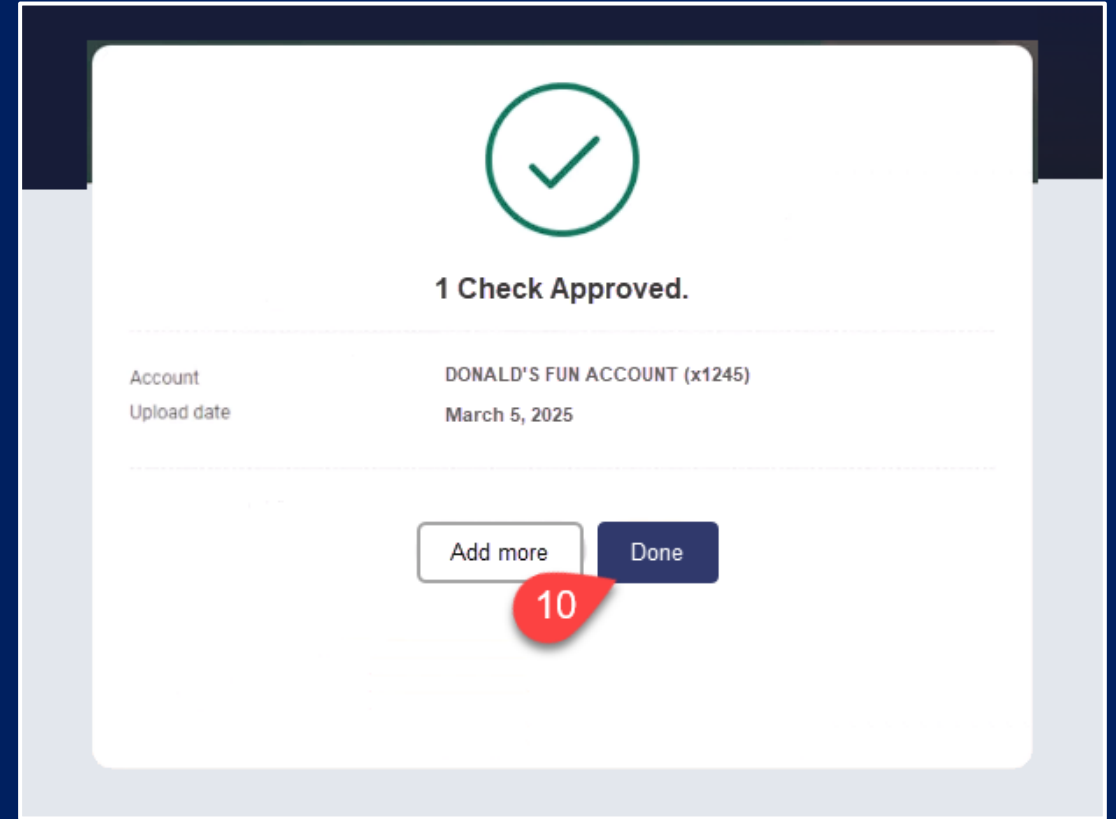 1 Check Approved.
Account DONALD'S FUN ACCOUNT (x1245)
Upload date March 5, 2025
Add more Done
10